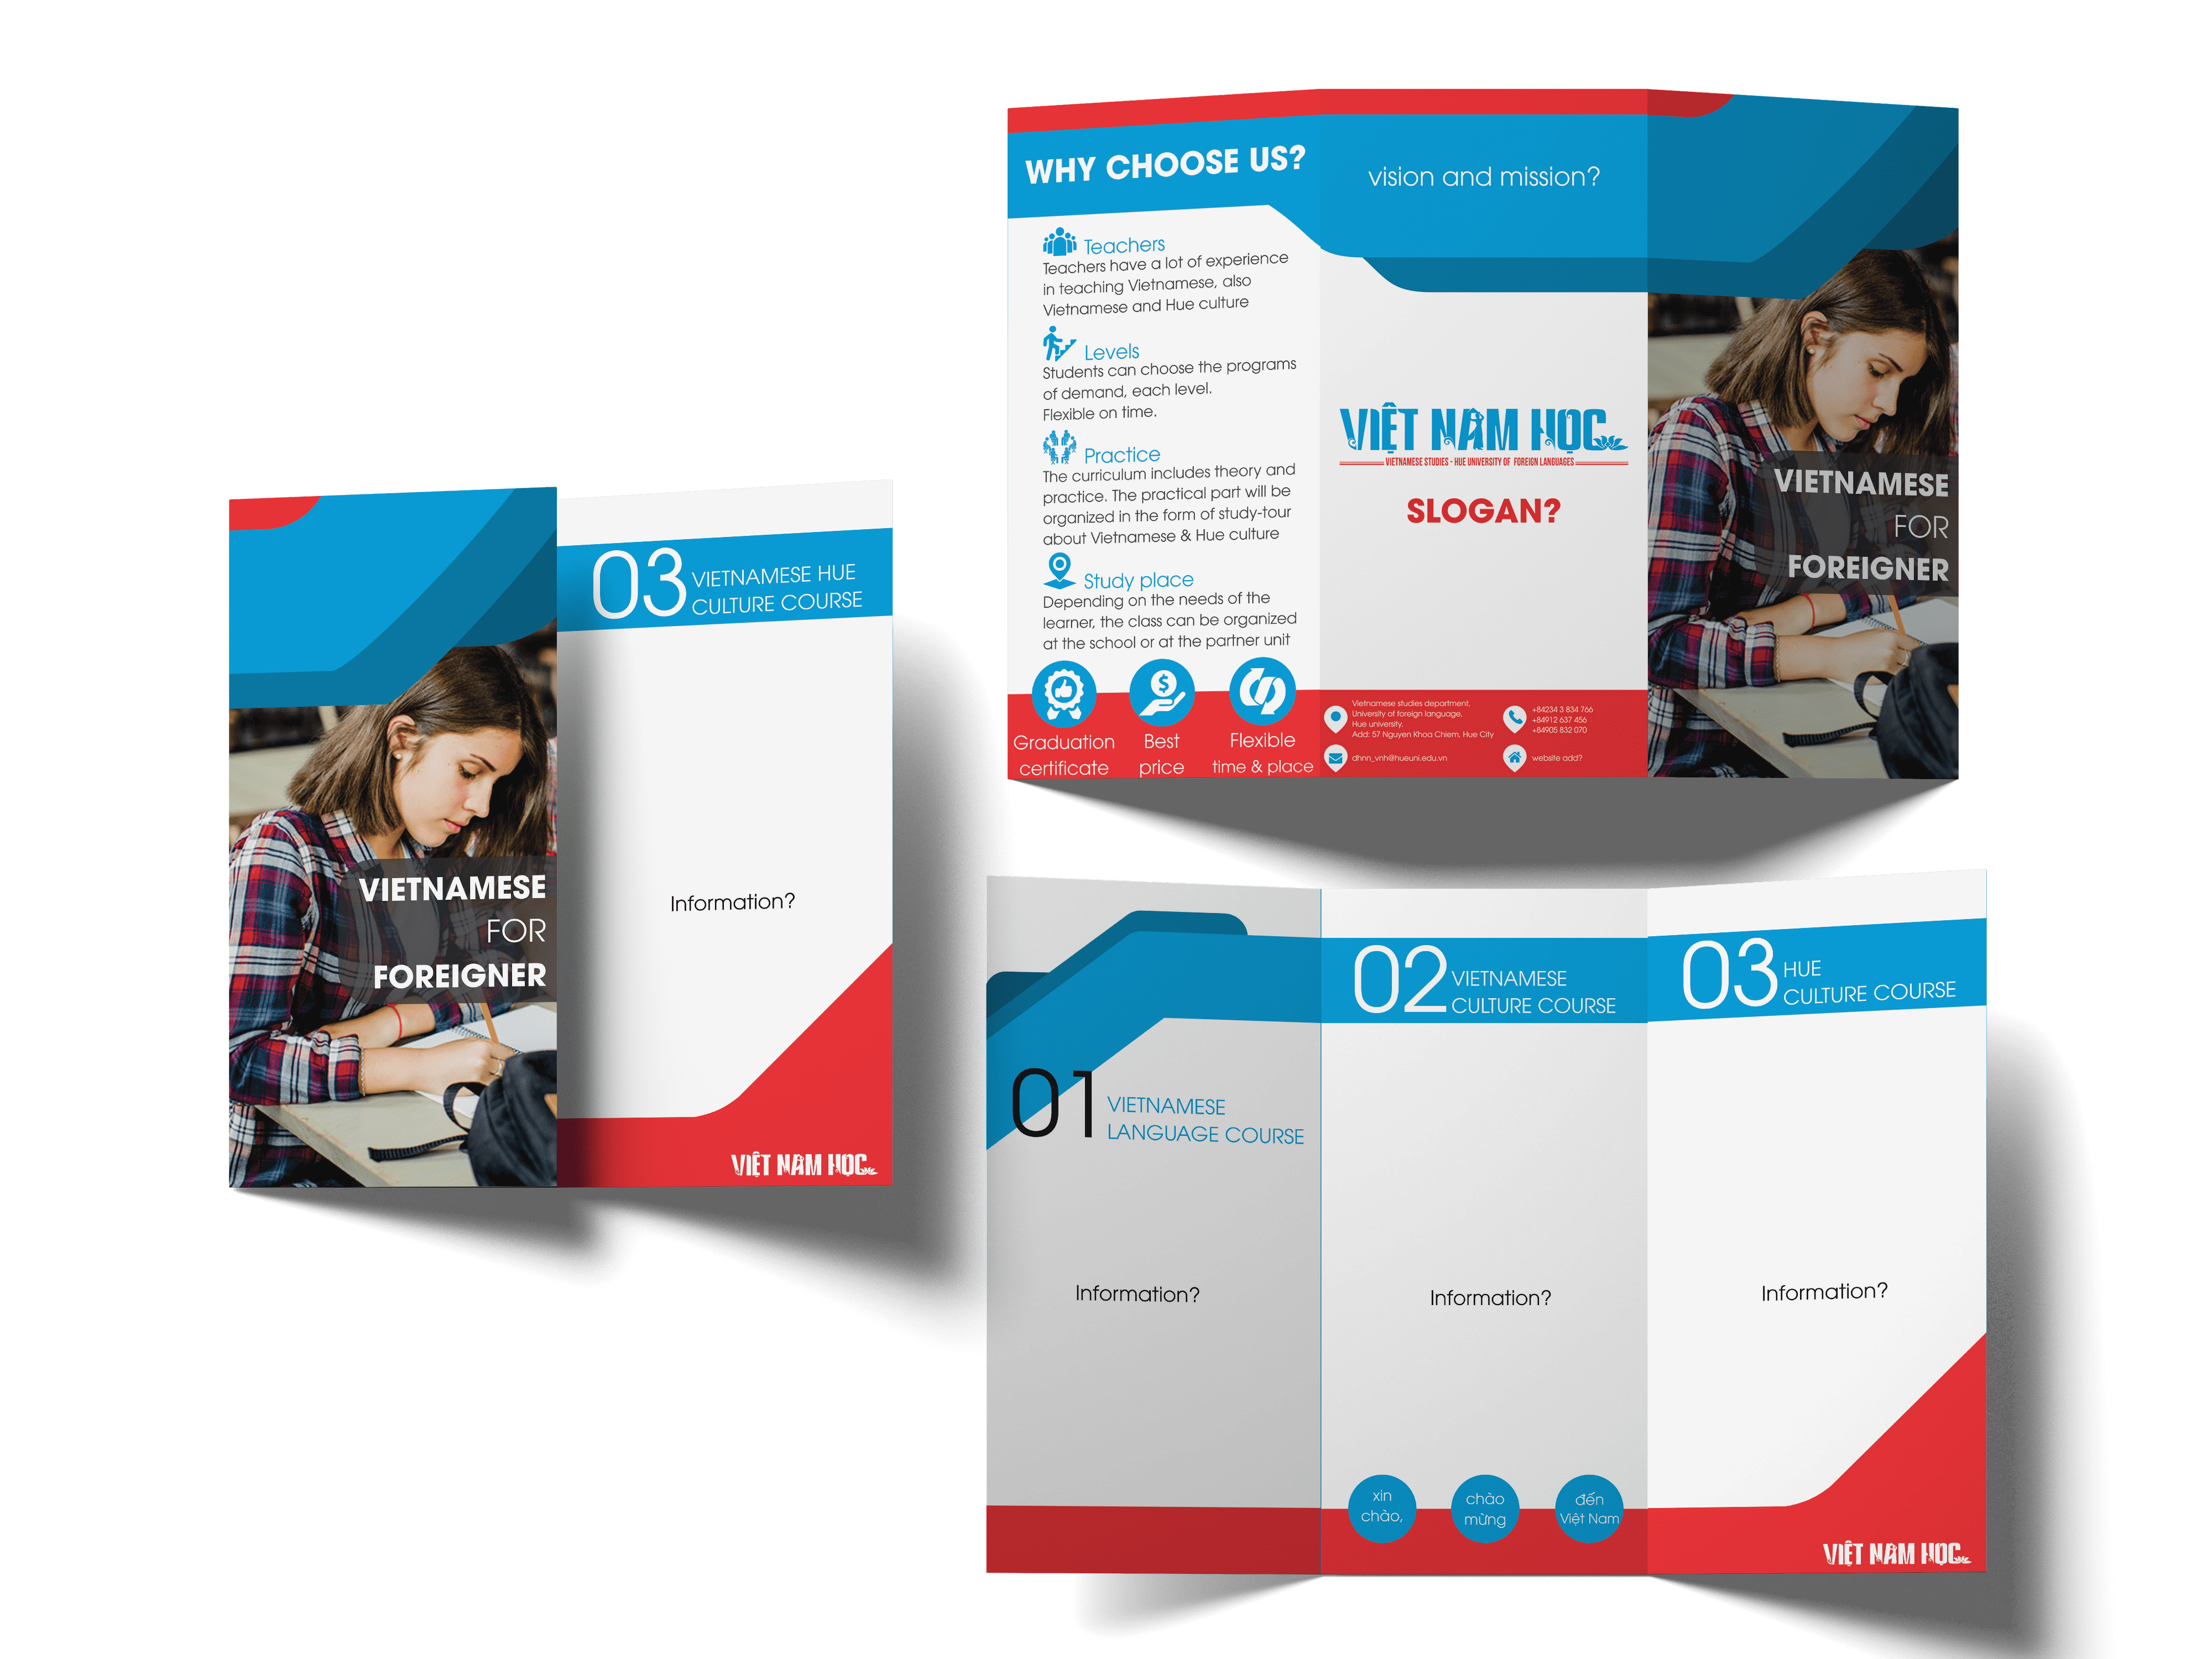 VIETNAMESE
FOR
FOREIGNER
03 VIETNAMESE HUE
CULTURE COURSE
Information?
VIỆT NAM HỌC
WHY CHOOSE US?
Teachers
Teachers have a lot of experience
in teaching Vietnamese, also
Vietnamese and Hue culture
Levels
Students can choose the programs
of demand, each level.
Flexible on time.
Practice
The curriculum includes theory and
practice. The practical part will be
organized in the form of study-tour
about Vietnamese & Hue culture
Study place
Depending on the needs of the
learner, the class can be organized
at the school or at the partner unit
Graduation
certificate
Best
price
Flexible
time & place
vision and mission?
VIỆT NAM HỌC
VIETNAMESE STUDIES - HUE UNIVERSITY OF FOREIGN LANGUAGES
SLOGAN?
Vietnamese studies department,
University of foreign language,
Hue university.
Add: 57 Nguyen Khoa Chiem, Hue City
+84234 3 834 766
+84912 637 456
+84905 832 070
dhnn_vnh@hueuni.edu.vn
website add?
VIETNAMESE
FOR
FOREIGNER
01 VIETNAMESE
LANGUAGE COURSE
Information?
02 VIETNAMESE
CULTURE COURSE
Information?
xin
chào,
chào
mừng
đến
Việt Nam
03 HUE
CULTURE COURSE
Information?
VIỆT NAM HỌC